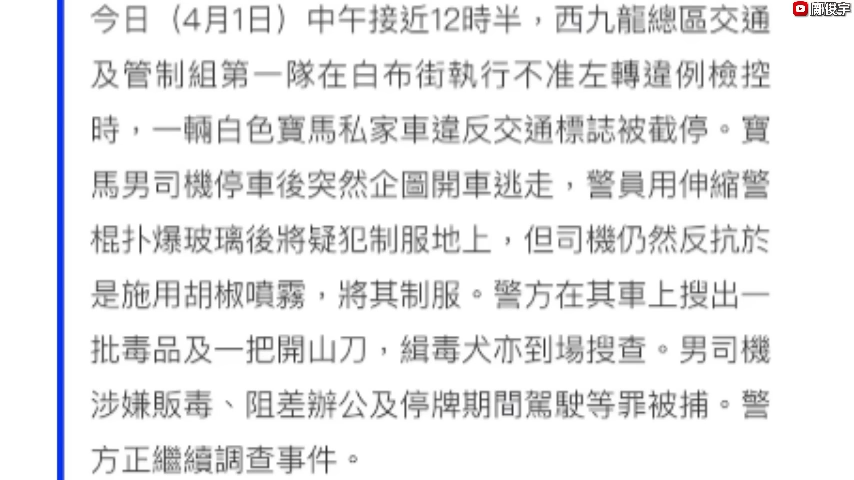 鄺俊宇
今日（4月1日）中午接近12時半，西九龍總區交通
及管制組第一隊在白布街執行不准左轉違例檢控
時，一輛白色寶馬私家車違反交通標誌被截停。寶
馬男司機停車後突然企圖開車逃走，警員用伸縮警
棍扑爆玻璃後將疑犯制服地上，但司機仍然反抗於
是施用胡椒噴霧，將其制服。警方在其車上搜出一
批毒品及一把開山刀，緝毒犬亦到場搜查。男司機
涉嫌販毒、阻差辦公及停牌期間駕駛等罪被捕。警
方正繼續調查事件。